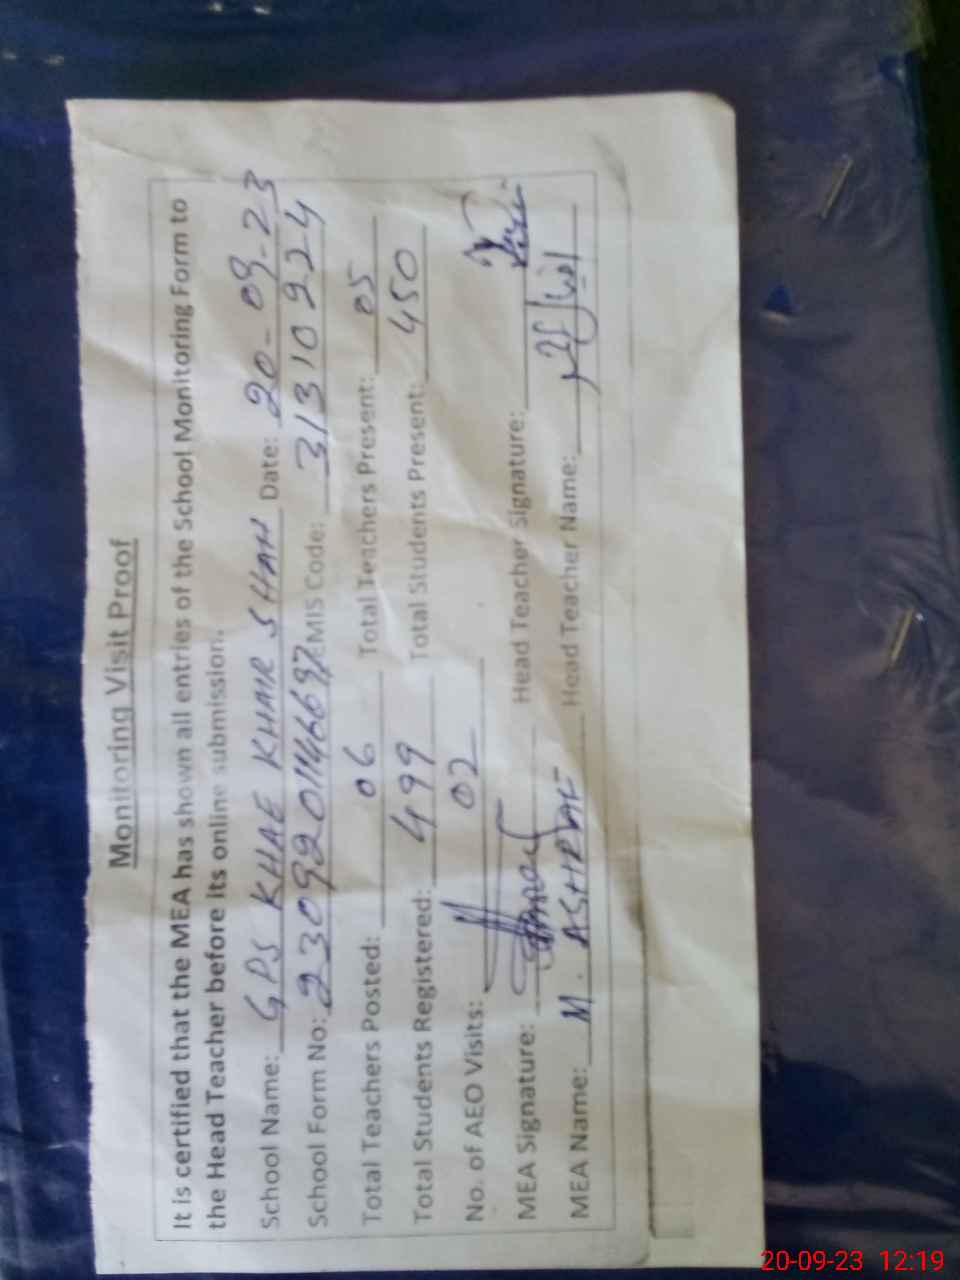 Monitoring Visit Proof
It is certified that the MEA has shown all entries of the School Monitoring Form to
the Head Teacher before its online submission.
School Name: GPS KHAE KHAIR SHAH Date: 20-09-23
School Form No: 2309201146697 EMIS Code: 31310224
Total Teachers Posted: 06 Total Teachers Present: 05
Total Students Registered: 499 Total Students Present: 450
No. of AEO Visits: 02
MEA Signature: Head Teacher Signature:
MEA Name: M. ASHRAF Head Teacher Name:
20-09-23 12:19